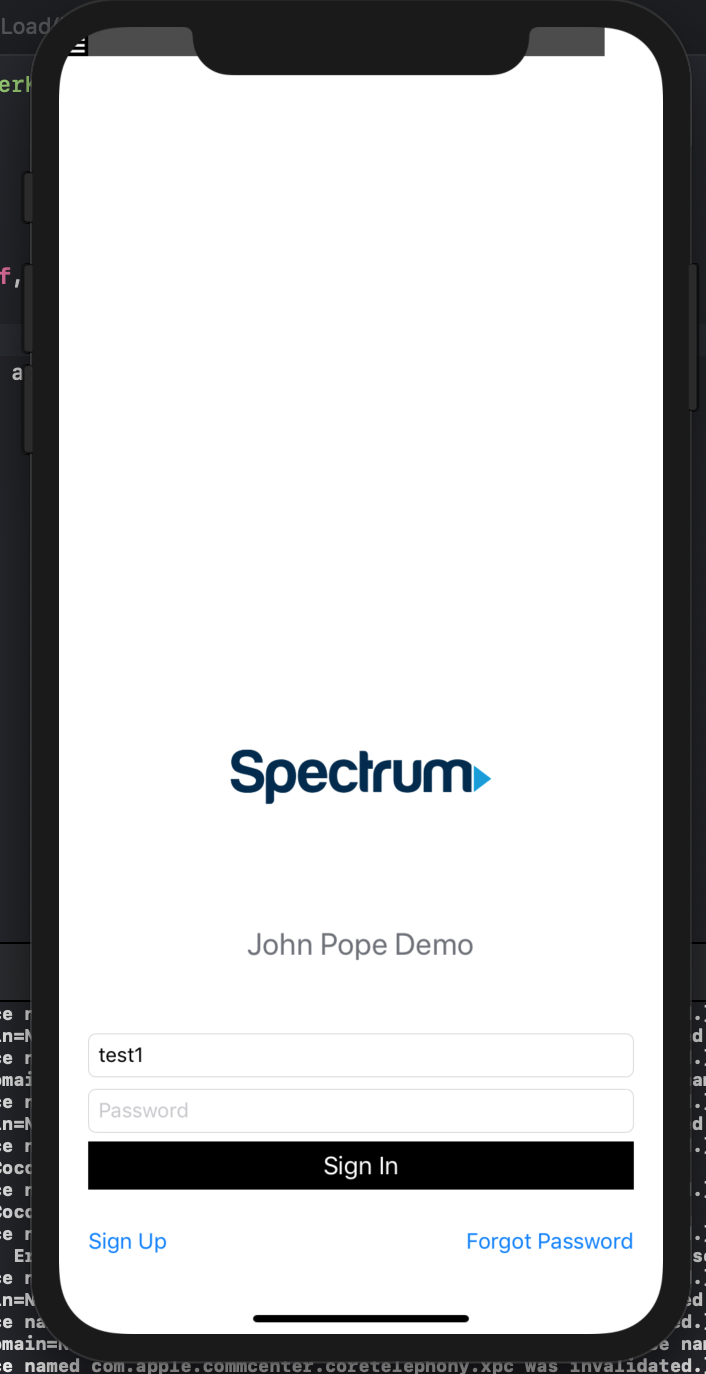 Load
f,
a
Spectrum
John Pope Demo
test1
Password
Sign In
Sign Up
Forgot Password
ce named com.apple.commcenter.coretelephony.xpc was invalidated.